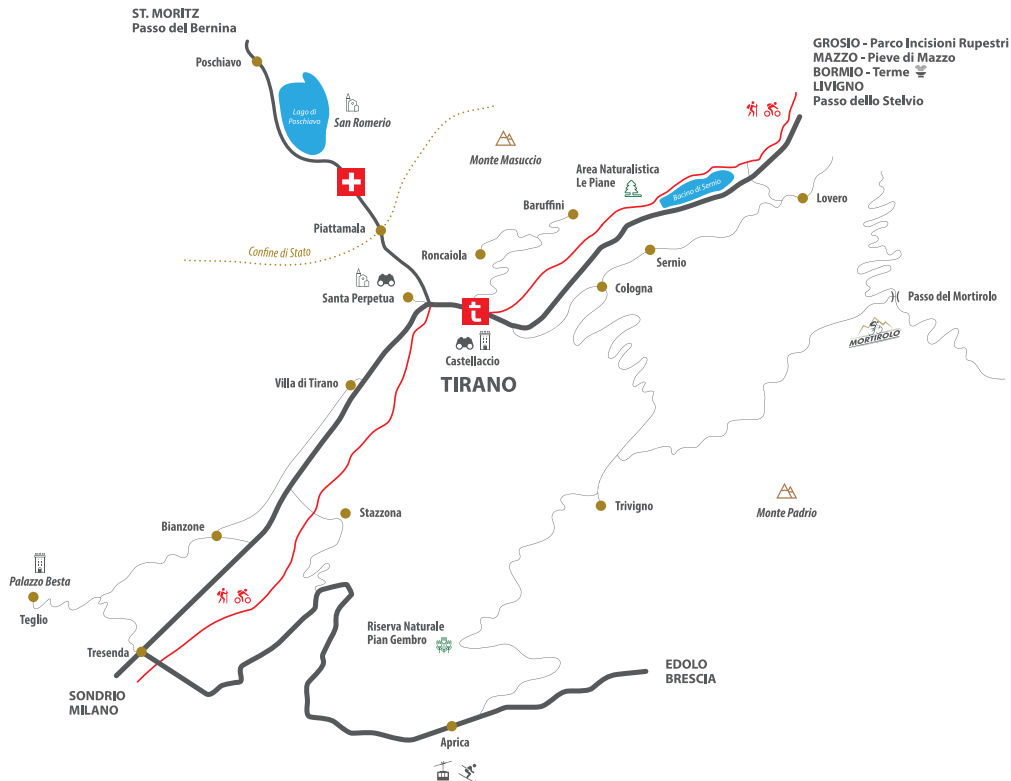 ST. MORITZ
Passo del Bernina
Poschiavo
Lago di
Poschiavo
San Romerio
GROSIO - Parco Incisioni Rupestri
MAZZO - Pieve di Mazzo
BORMIO - Terme
LIVIGNO
Passo dello Stelvio
Monte Masuccio
Area Naturalistica
Le Piane
Bacino di Sernio
Lovero
Baruffini
Piattamala
Confine di Stato
Roncaiola
Sernio
Cologna
Santa Perpetua
t
Passo del Mortirolo
MORTIROLO
Castellaccio
TIRANO
Villa di Tirano
Monte Padrio
Trivigno
Stazzona
Bianzone
Palazzo Besta
Teglio
Riserva Naturale
Pian Gembro
Tresenda
SONDRIO
MILANO
EDOLO
BRESCIA
Aprica